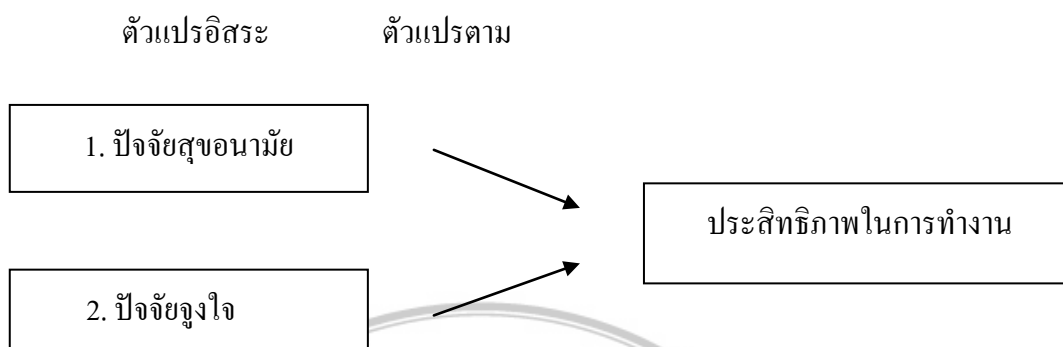 ตัวแปรอิสระ ตัวแปรตาม
1. ปัจจัยสุขอนามัย
ประสิทธิภาพในการทำงาน
2. ปัจจัยจูงใจ